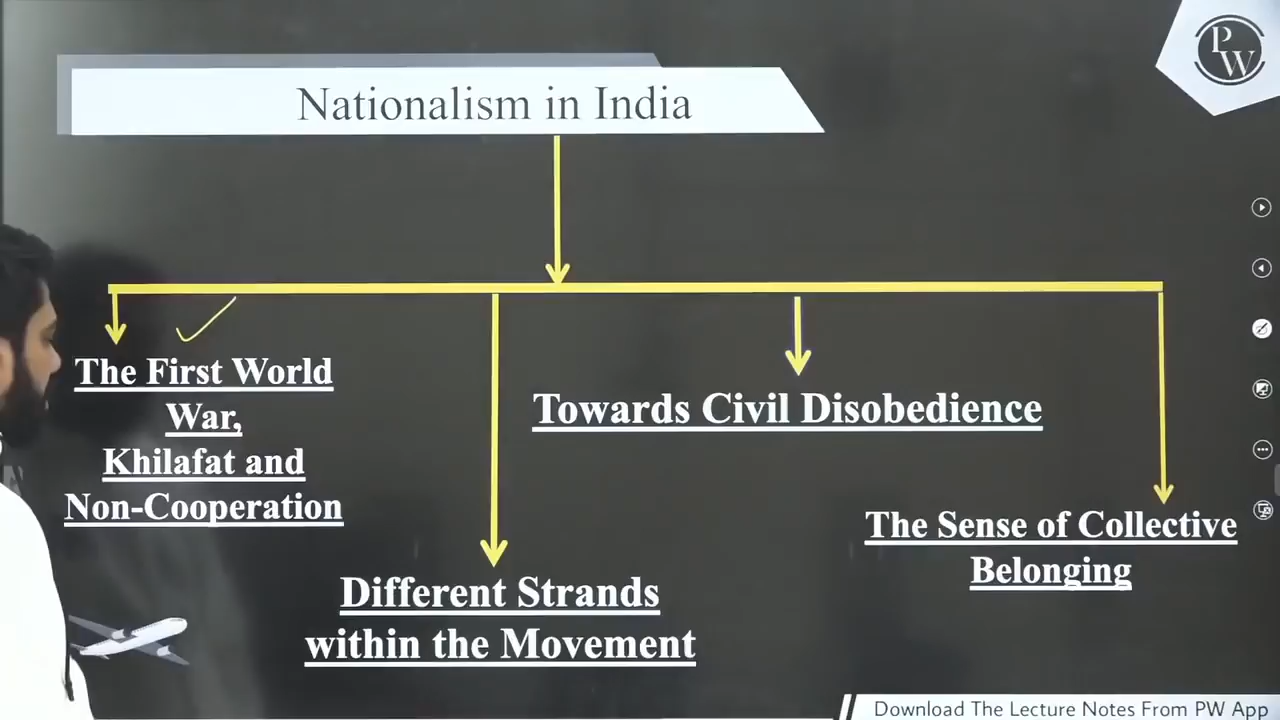 Nationalism in India
PW
The First World
War,
Khilafat and
Non-Cooperation
Different Strands
within the Movement
Towards Civil Disobedience
The Sense of Collective
Belonging
Download The Lecture Notes From PW App